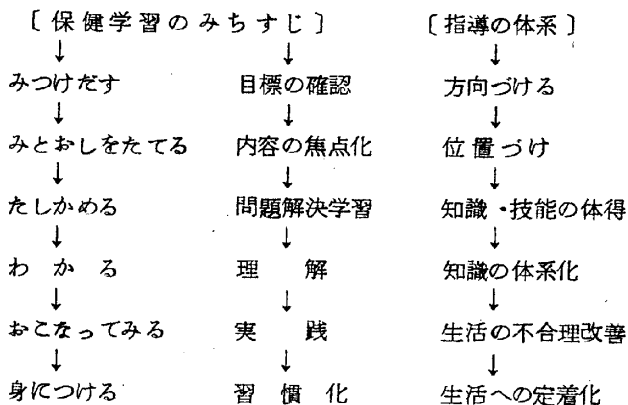 〔保健学習のみちすじ〕 〔指導の体系〕
↓ ↓ ↓
みつけだす 目標の確認 方向づける
↓ ↓ ↓
みとおしをたてる 内容の焦点化 位置づけ
↓ ↓ ↓
たしかめる 問題解決学習 知識・技能の体得
↓ ↓ ↓
わかる 理解 知識の体系化
↓ ↓ ↓
おこなってみる 実践 生活の不合理改善
↓ ↓ ↓
身につける 習慣化 生活への定着化